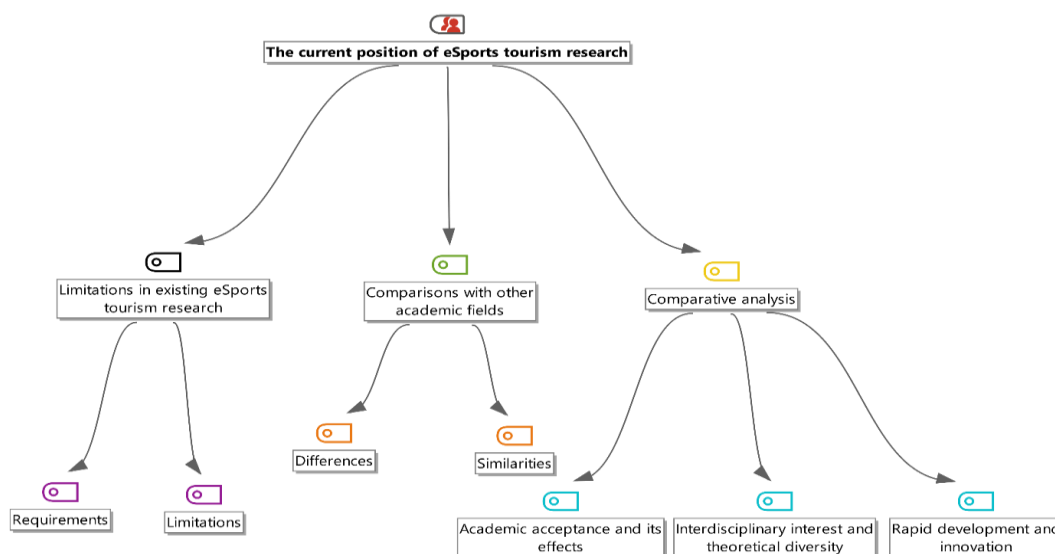 The current position of eSports tourism research
Limitations in existing eSports
tourism research
Comparisons with other
academic fields
Comparative analysis
Differences
Similarities
Requirements
Limitations
Academic acceptance and its
effects
Interdisciplinary interest and
theoretical diversity
Rapid development and
innovation